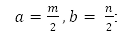 a = m/2 , b = n/2: